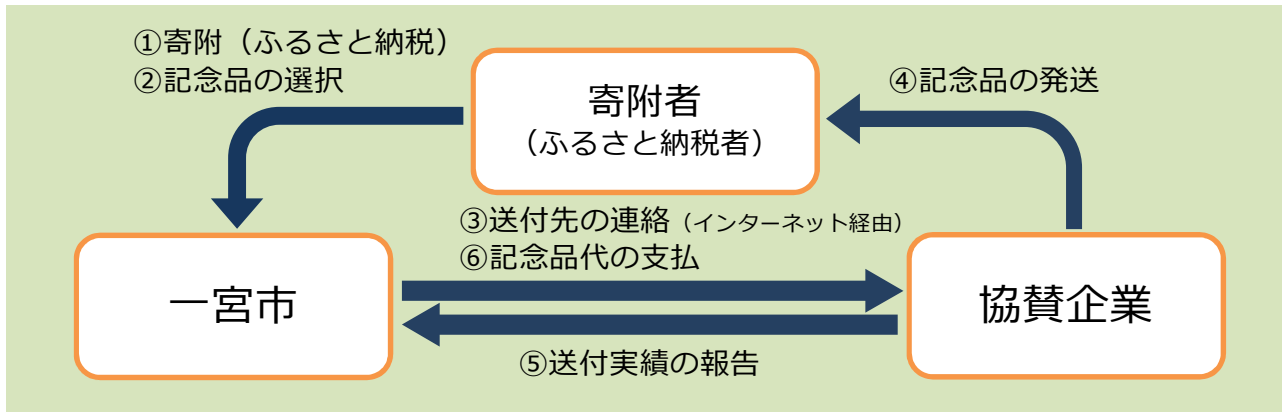 ①寄附（ふるさと納税）
②記念品の選択
寄附者
（ふるさと納税者）
④記念品の発送
③送付先の連絡（インターネット経由）
⑥記念品代の支払
一宮市
協賛企業
⑤送付実績の報告